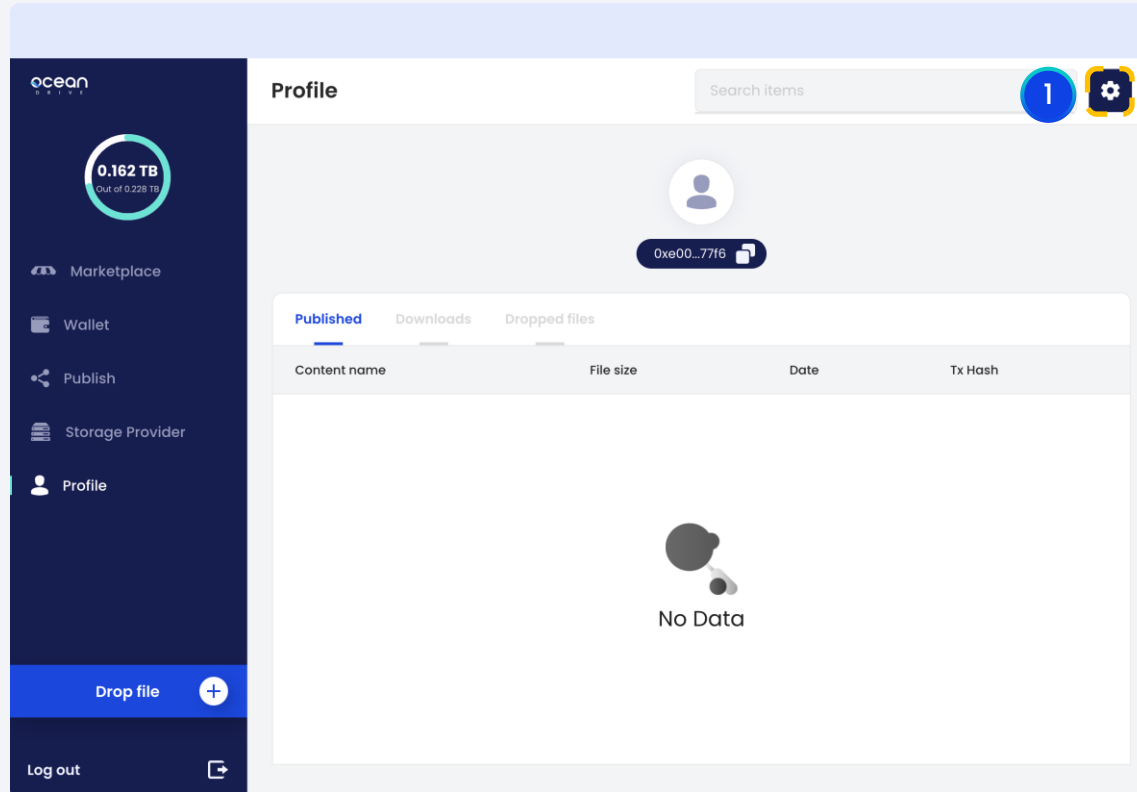 ocean
DRIVE
Profile
Search items
1
0.162 TB
Out of 0.228 TB
0xe00...77f6
Marketplace
Wallet
Publish
Storage Provider
Profile
Published Downloads Dropped files
Content name File size Date Tx Hash
No Data
Drop file
Log out